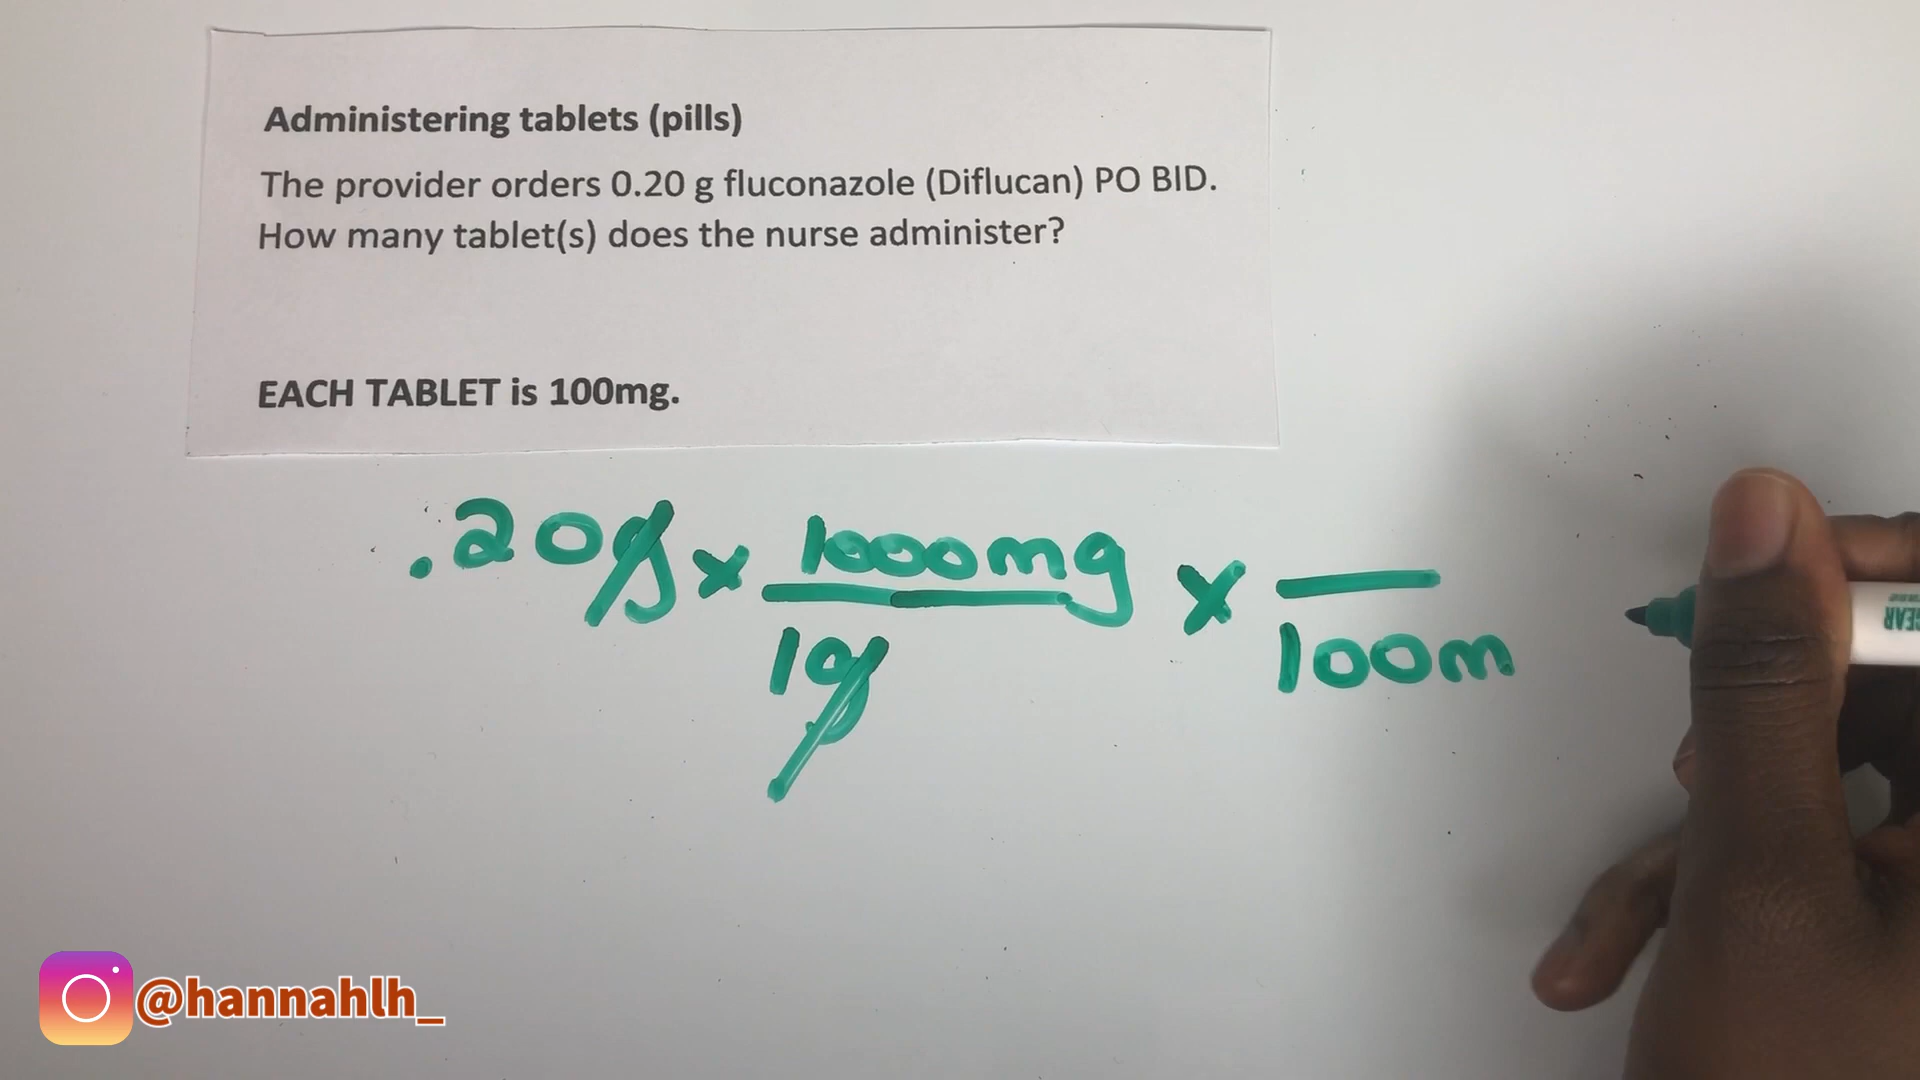 Administering tablets (pills)
The provider orders 0.20 g fluconazole (Diflucan) PO BID.
How many tablet(s) does the nurse administer?
EACH TABLET is 100mg.
.20g x 1000mg x
1g 100m
@hannahlh_